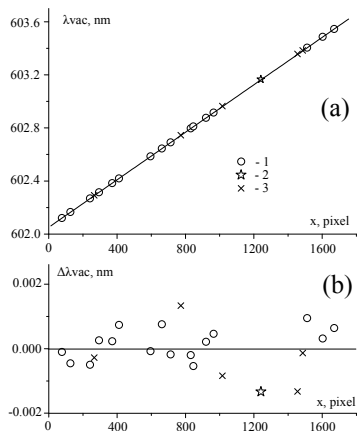 λvac, nm
603.6
603.2
602.8
602.4
602.0
(a)
- 1
- 2
- 3
x, pixel
0 400 800 1200 1600
Δλvac, nm
(b)
0.002
0.000
-0.002
x, pixel
0 400 800 1200 1600